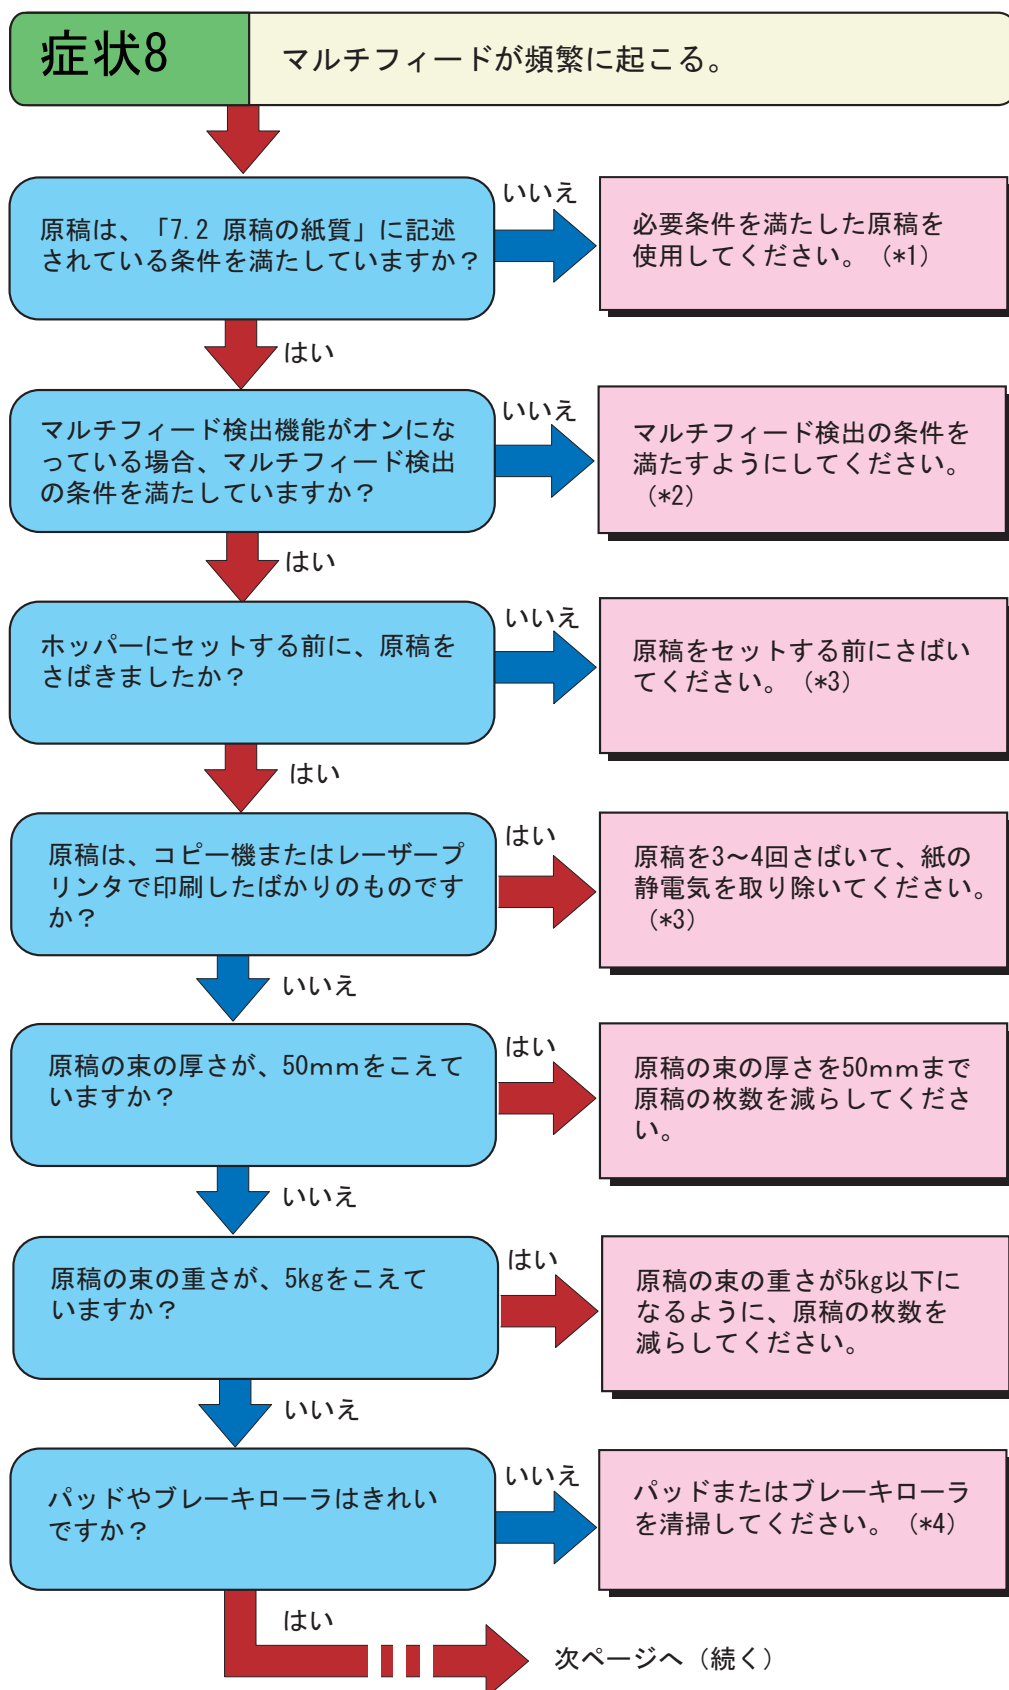 症状8
マルチフィードが頻繁に起こる。
原稿は、「7.2 原稿の紙質」に記述
されている条件を満たしていますか？
いいえ
必要条件を満たした原稿を
使用してください。（*1）
はい
マルチフィード検出機能がオンにな
っている場合、マルチフィード検出
の条件を満たしていますか？
いいえ
マルチフィード検出の条件を
満たすようにしてください。
（*2）
はい
ホッパーにセットする前に、原稿を
さばきましたか？
いいえ
原稿をセットする前にさばい
てください。（*3）
はい
原稿は、コピー機またはレーザープ
リンタで印刷したばかりのものです
か？
はい
原稿を3～4回さばいて、紙の
静電気を取り除いてください。
（*3）
いいえ
原稿の束の厚さが、50mmをこえて
いますか？
はい
原稿の束の厚さを50mmまで
原稿の枚数を減らしてくださ
い。
いいえ
原稿の束の重さが、5kgをこえて
いますか？
はい
原稿の束の重さが5kg以下に
なるように、原稿の枚数を
減らしてください。
いいえ
パッドやブレーキローラはきれい
ですか？
いいえ
パッドまたはブレーキローラ
を清掃してください。（*4）
はい
次ページへ（続く）